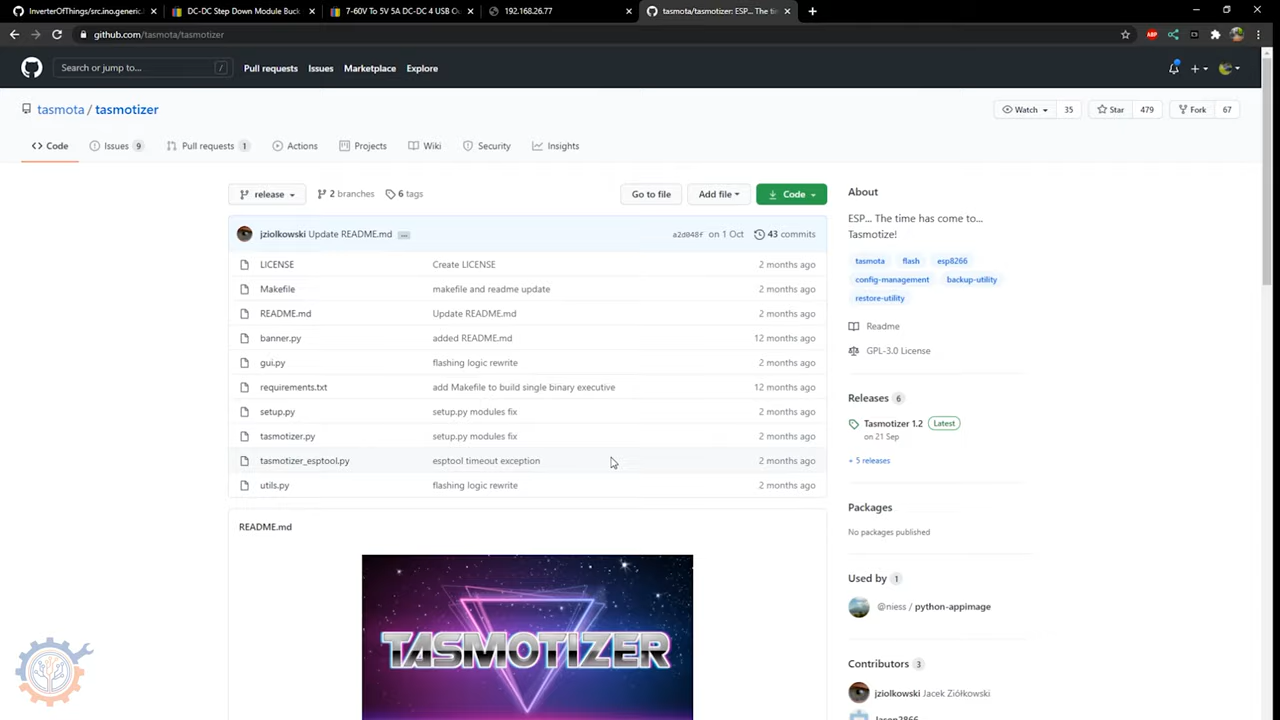 InverterOfThings/src.ino.generic
DC-DC Step Down Module Buck
7-60V To 5V 5A DC-DC 4 USB Ou
192.168.26.77
tasmota/tasmotizer: ESP... The tim
github.com/tasmota/tasmotizer
ABP
Search or jump to...
/
Pull requests Issues Marketplace Explore
tasmota / tasmotizer
Watch 35 Star 479 Fork 67
<> Code Issues 9 Pull requests 1 Actions Projects Wiki Security Insights
release 2 branches 6 tags Go to file Add file Code
jziolkowski Update README.md ... a2d048f on 1 Oct 43 commits
LICENSE Create LICENSE 2 months ago
Makefile makefile and readme update 2 months ago
README.md Update README.md 2 months ago
banner.py added README.md 12 months ago
gui.py flashing logic rewrite 2 months ago
requirements.txt add Makefile to build single binary executive 12 months ago
setup.py setup.py modules fix 2 months ago
tasmotizer.py setup.py modules fix 2 months ago
tasmotizer_esptool.py esptool timeout exception 2 months ago
utils.py flashing logic rewrite 2 months ago
README.md
TASMOTIZER
About
ESP... The time has come to...
Tasmotize!
tasmota flash esp8266
config-management backup-utility
restore-utility
Readme
GPL-3.0 License
Releases 6
Tasmotizer 1.2 Latest
on 21 Sep
+ 5 releases
Packages
No packages published
Used by 1
@niess / python-appimage
Contributors 3
jziolkowski Jacek Ziółkowski
Jason2866